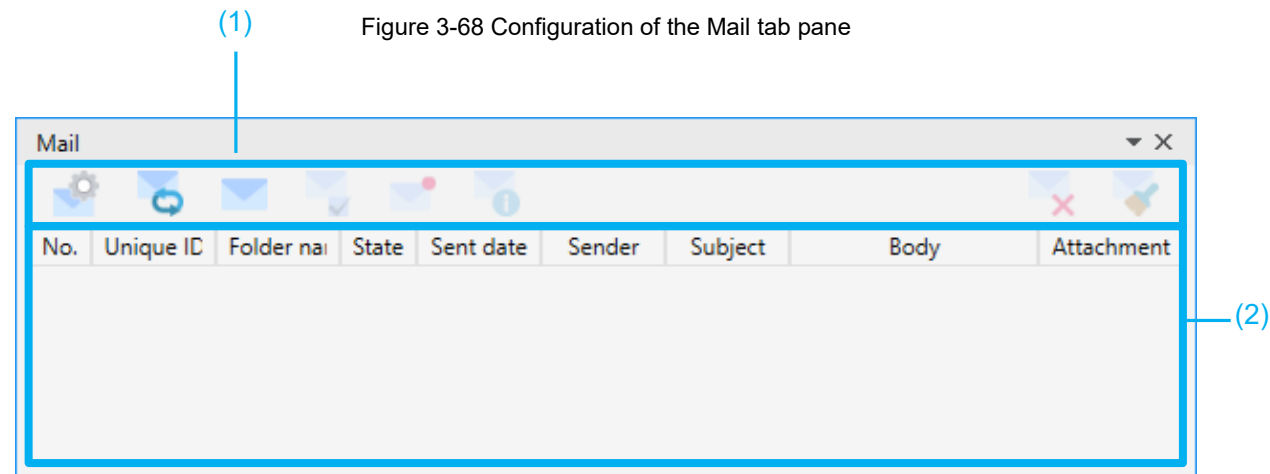 (1)
Figure 3-68 Configuration of the Mail tab pane
Mail
No. Unique ID Folder nar State Sent date Sender Subject Body Attachment
(2)